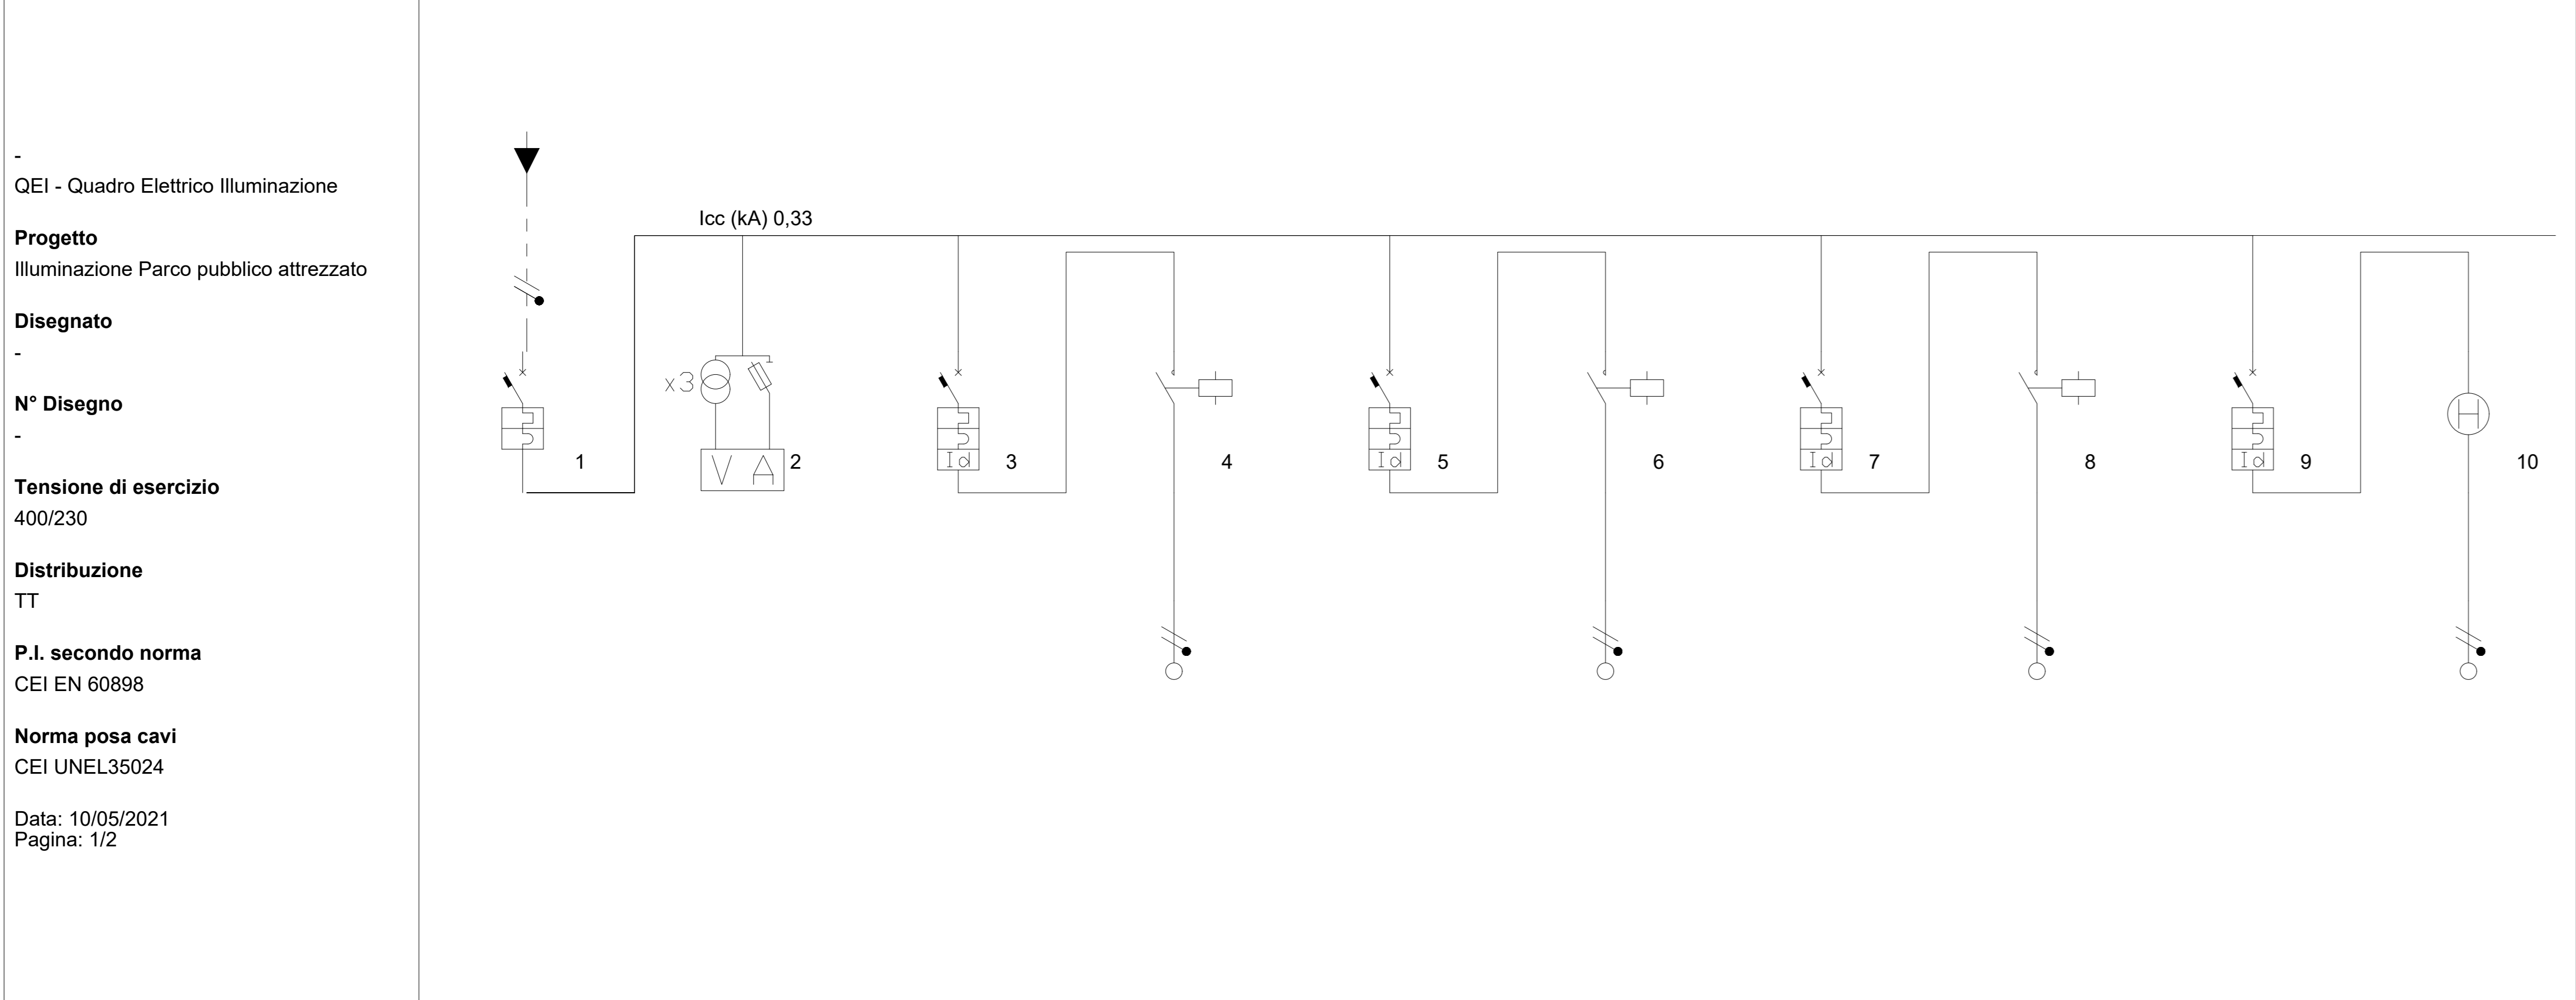 -
QEI - Quadro Elettrico Illuminazione
Progetto
Illuminazione Parco pubblico attrezzato
Disegnato
-
N° Disegno
-
Tensione di esercizio
400/230
Distribuzione
TT
P.I. secondo norma
CEI EN 60898
Norma posa cavi
CEI UNEL35024
Data: 10/05/2021
Pagina: 1/2
Icc (kA) 0,33
x3
V A
Id
Id
Id
Id
H
1
2
3
4
5
6
7
8
9
10